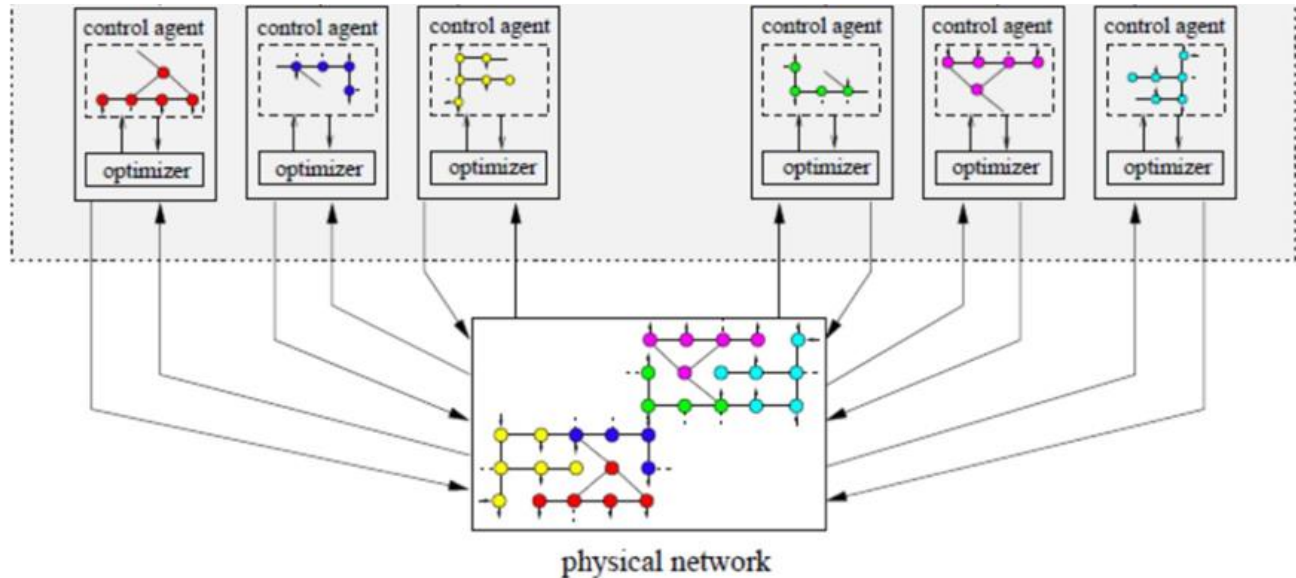 control agent
control agent
control agent
control agent
control agent
control agent
optimizer
optimizer
optimizer
optimizer
optimizer
optimizer
physical network